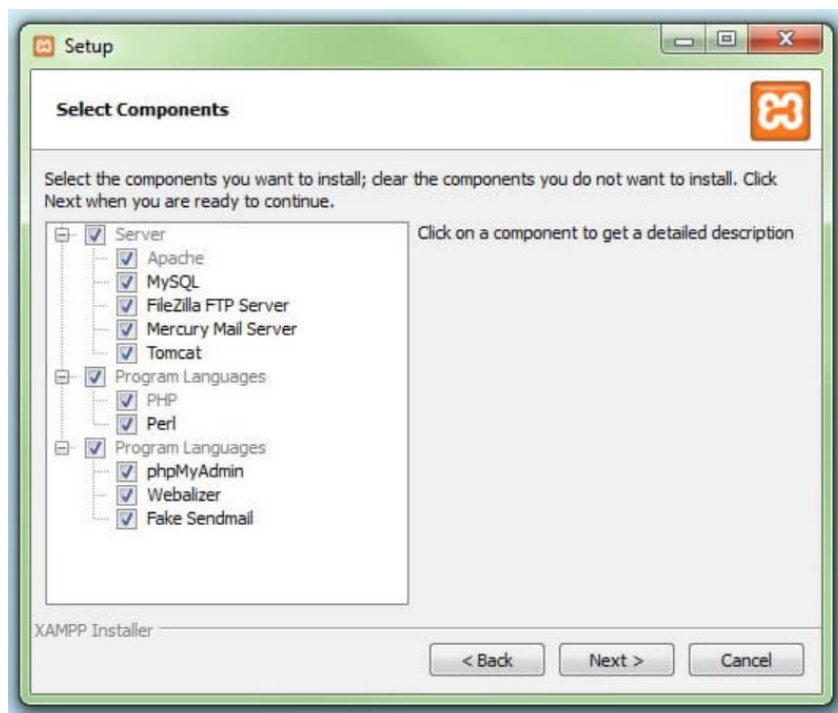 Setup
Select Components
Select the components you want to install; clear the components you do not want to install. Click
Next when you are ready to continue.
Server
Apache
MySQL
FileZilla FTP Server
Mercury Mail Server
Tomcat
Program Languages
PHP
Perl
Program Languages
phpMyAdmin
Webalizer
Fake Sendmail
Click on a component to get a detailed description
XAMPP Installer
< Back
Next >
Cancel